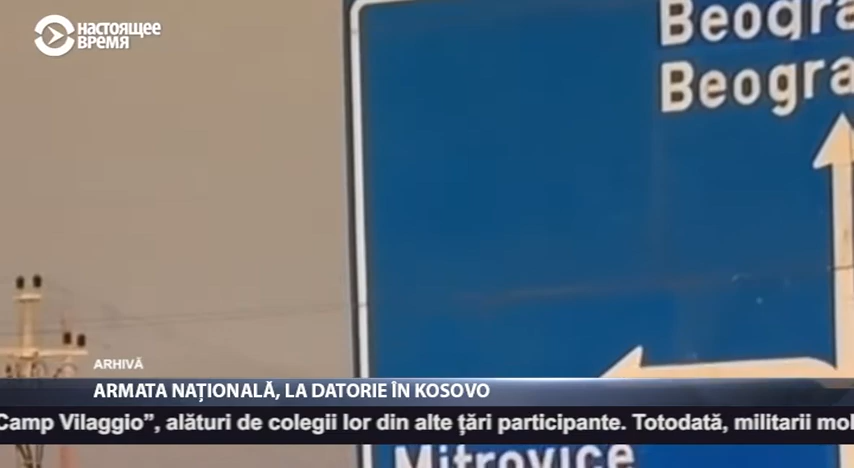 настоящее
время
Beogra
Beogra
ARHIVĂ
ARMATA NAȚIONALĂ, LA DATORIE ÎN KOSOVO
Camp Vilaggio”, alături de colegii lor din alte țări participante. Totodată, militarii mol
Mitrovice